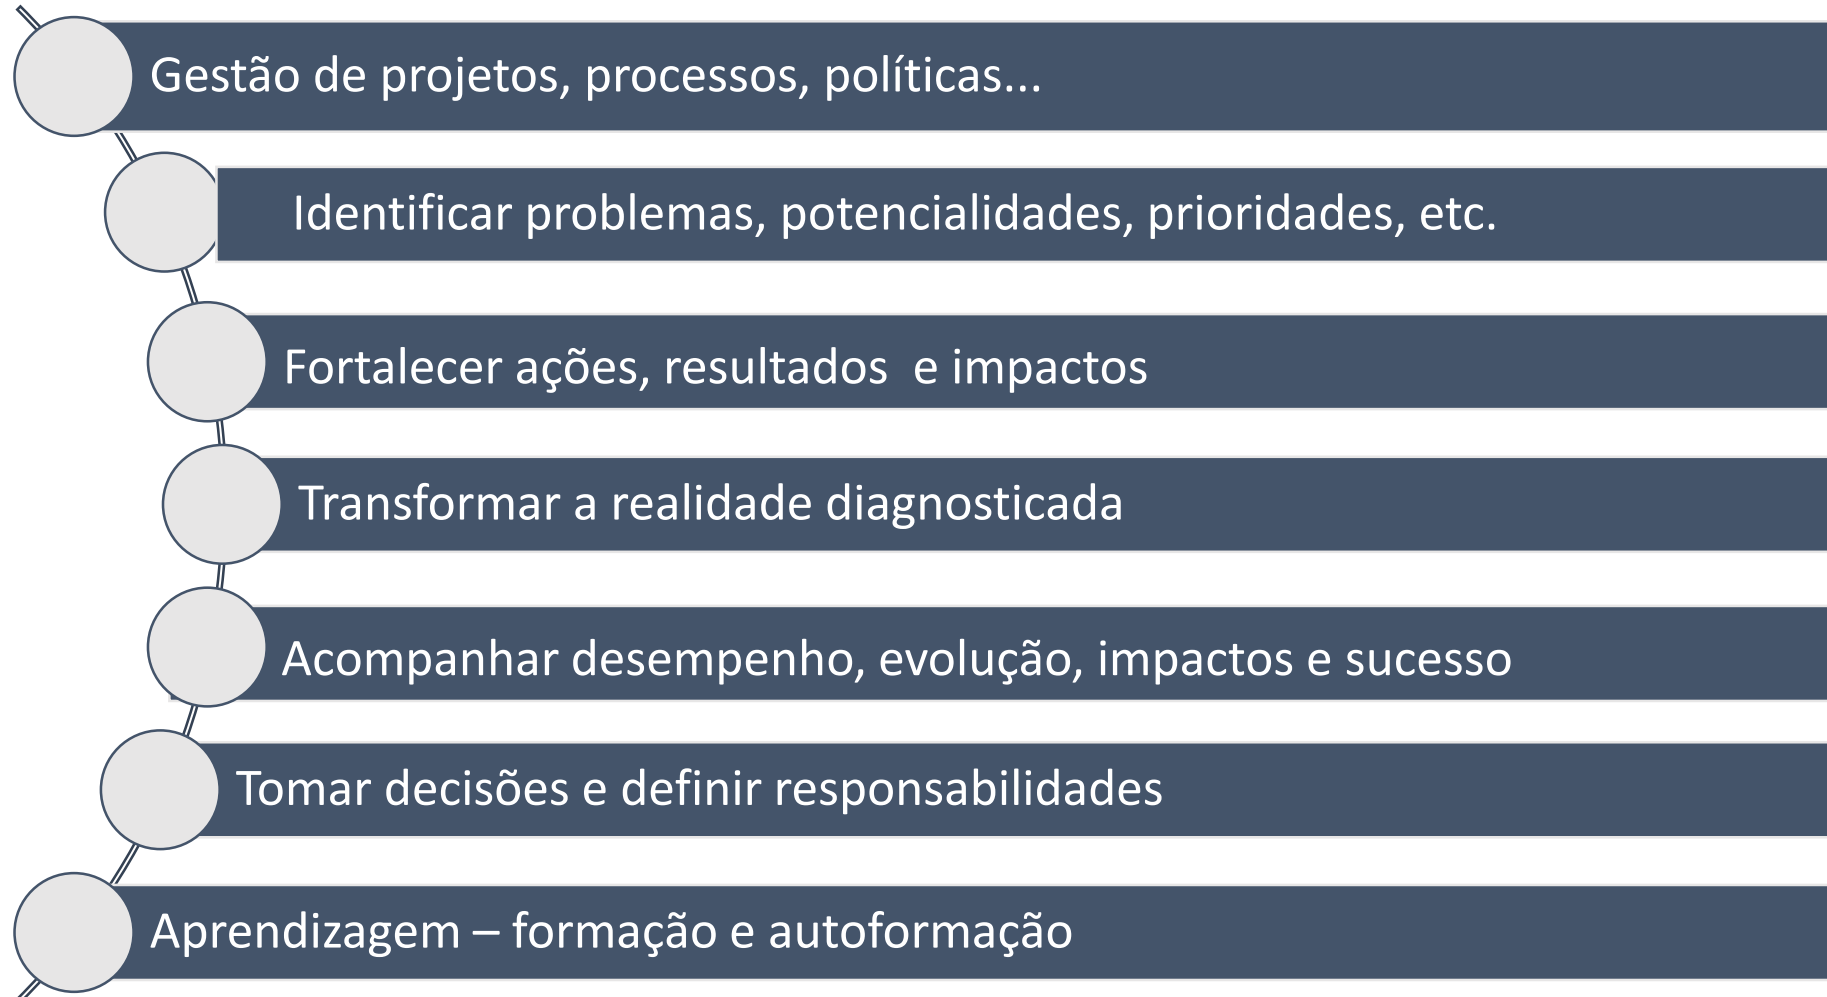 Gestão de projetos, processos, políticas...
Identificar problemas, potencialidades, prioridades, etc.
Fortalecer ações, resultados  e impactos
Transformar a realidade diagnosticada
Acompanhar desempenho, evolução, impactos e sucesso
Tomar decisões e definir responsabilidades
Aprendizagem – formação e autoformação